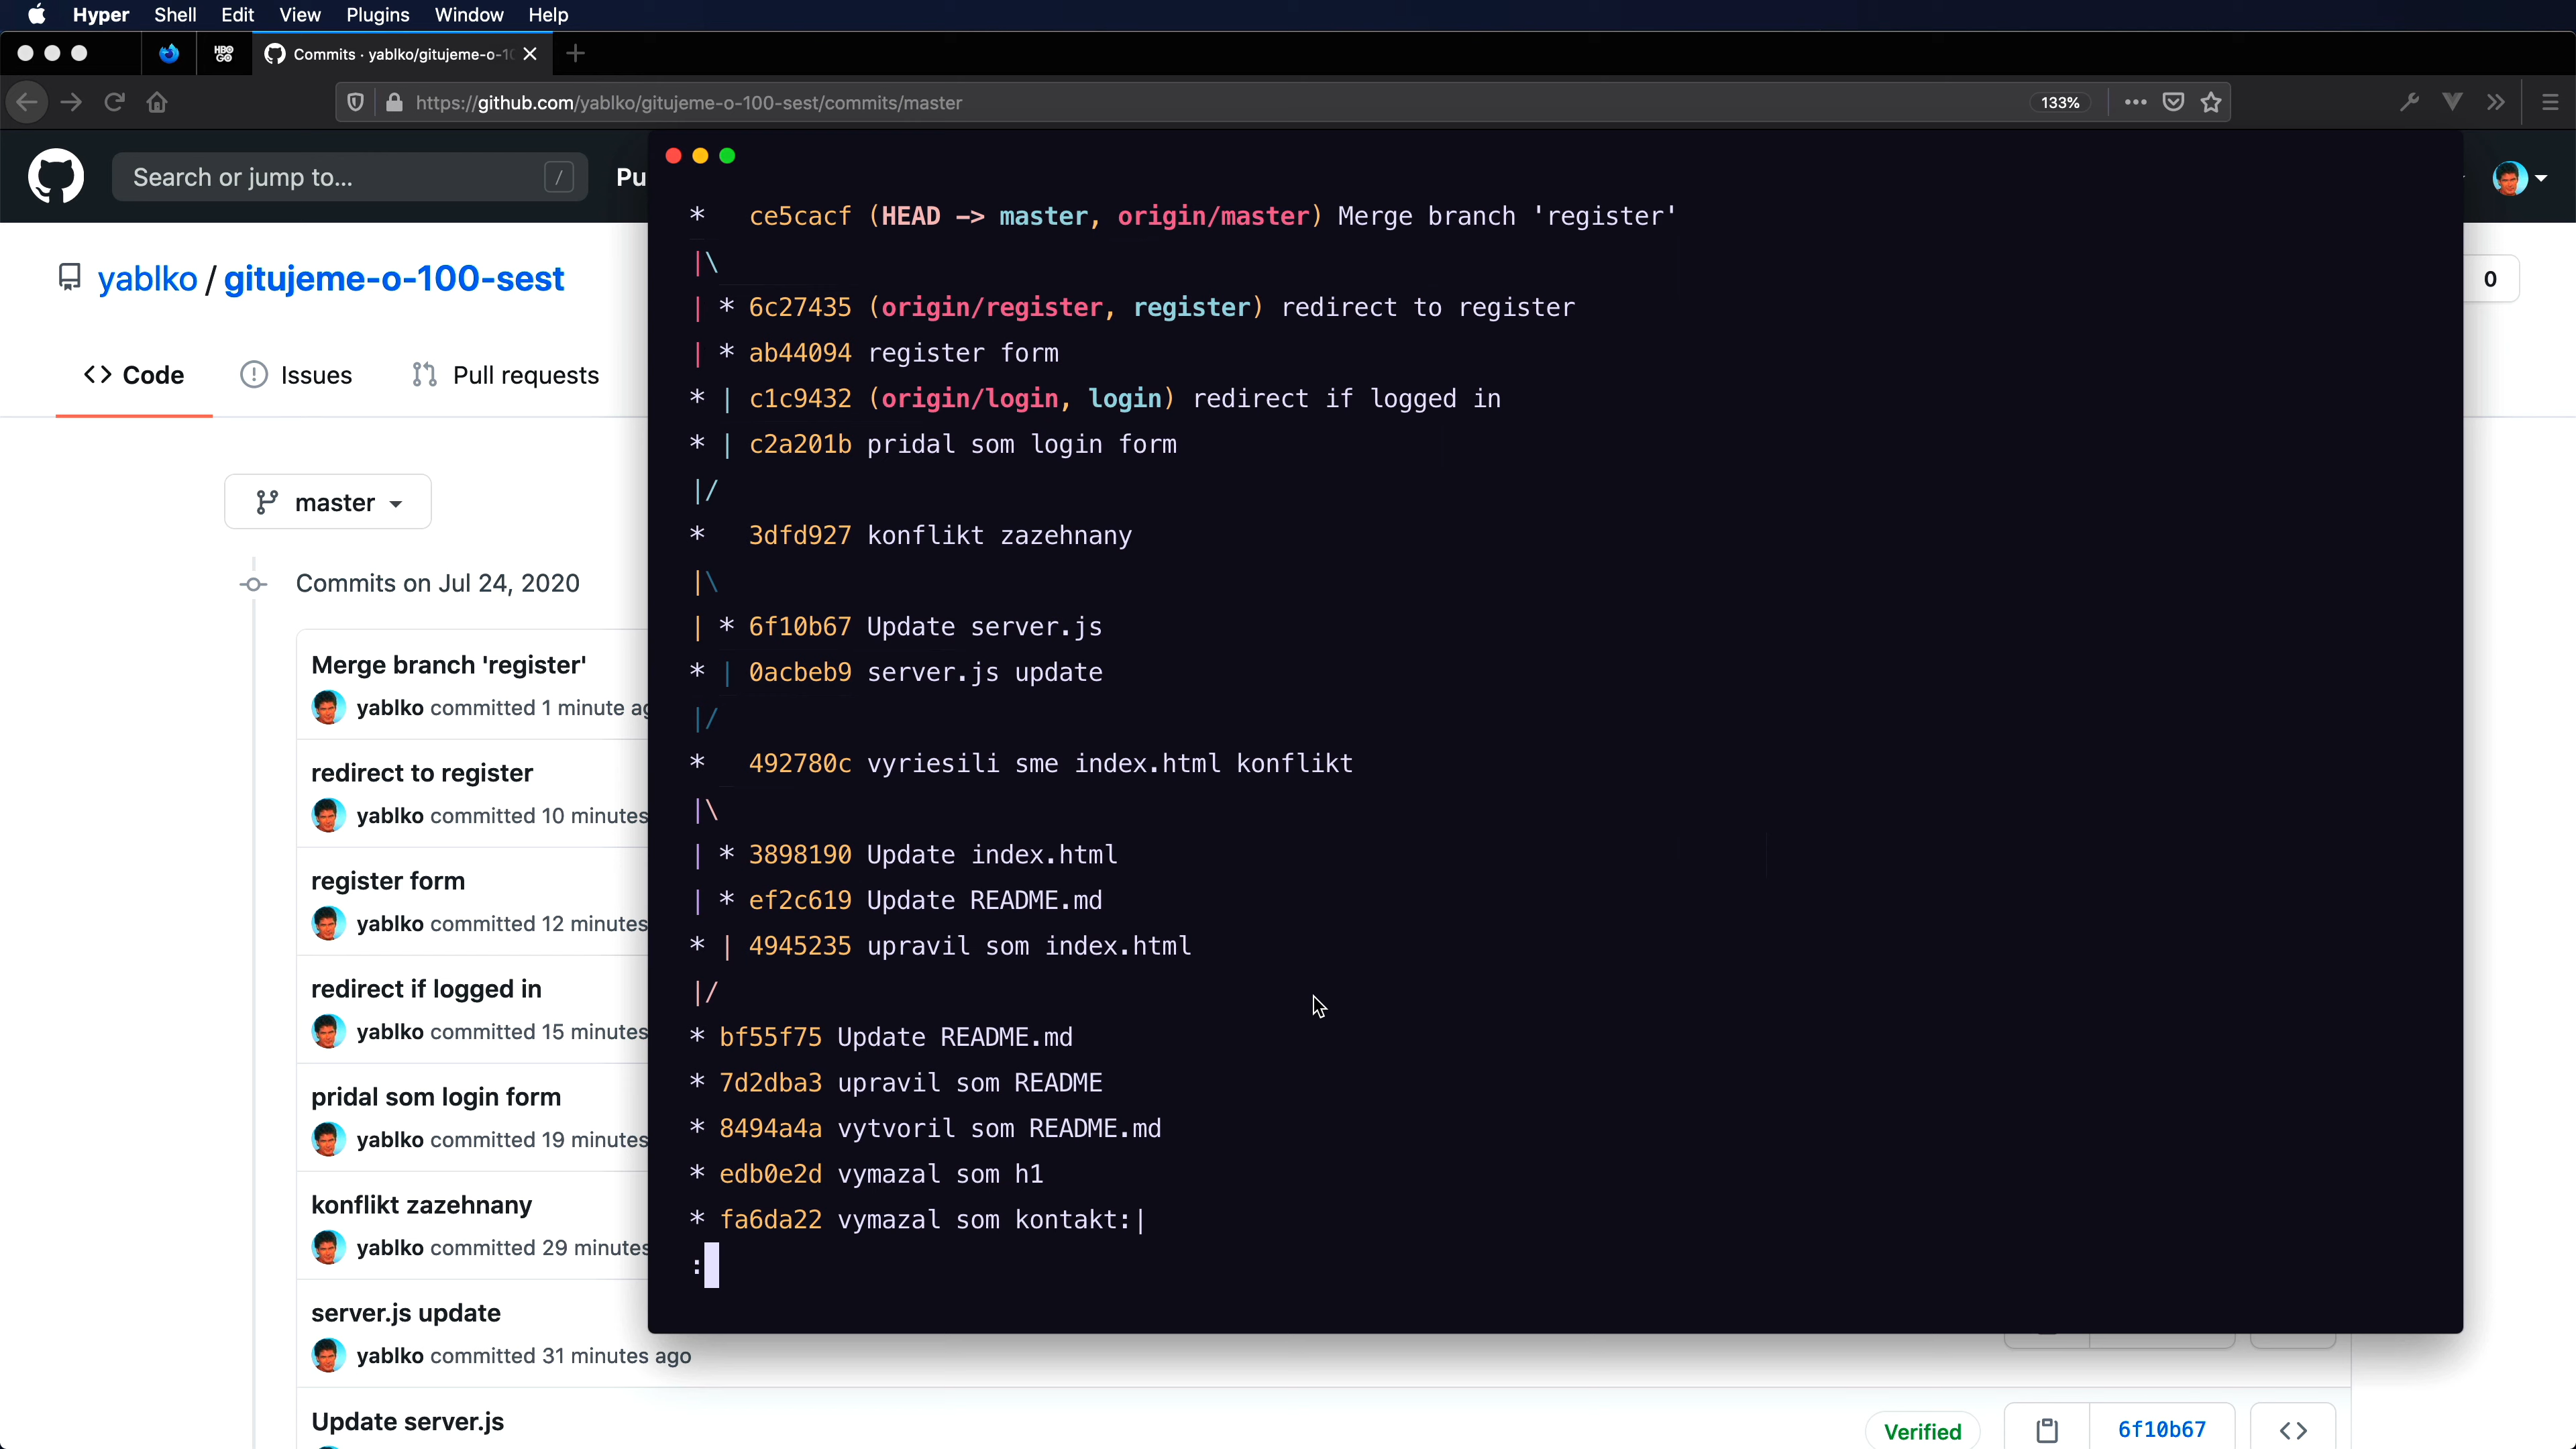 Hyper Shell Edit View Plugins Window Help
HBO GO
Commits · yablko/gitujeme-o-10
https://github.com/yablko/gitujeme-o-100-sest/commits/master 133%
Search or jump to... / Pu
yablko / gitujeme-o-100-sest 0
Code Issues Pull requests
master
Commits on Jul 24, 2020
Merge branch 'register'
yablko committed 1 minute ag
redirect to register
yablko committed 10 minutes
register form
yablko committed 12 minutes
redirect if logged in
yablko committed 15 minutes
pridal som login form
yablko committed 19 minutes
konflikt zazehnany
yablko committed 29 minutes
server.js update
yablko committed 31 minutes ago
Update server.js
Verified 6f10b67
*   ce5cacf (HEAD -> master, origin/master) Merge branch 'register'
|\
| * 6c27435 (origin/register, register) redirect to register
| * ab44094 register form
* | c1c9432 (origin/login, login) redirect if logged in
* | c2a201b pridal som login form
|/
*   3dfd927 konflikt zazehnany
|\
| * 6f10b67 Update server.js
* | 0acbeb9 server.js update
|/
*   492780c vyriesili sme index.html konflikt
|\
| * 3898190 Update index.html
| * ef2c619 Update README.md
* | 4945235 upravil som index.html
|/
* bf55f75 Update README.md
* 7d2dba3 upravil som README
* 8494a4a vytvoril som README.md
* edb0e2d vymazal som h1
* fa6da22 vymazal som kontakt:|
: